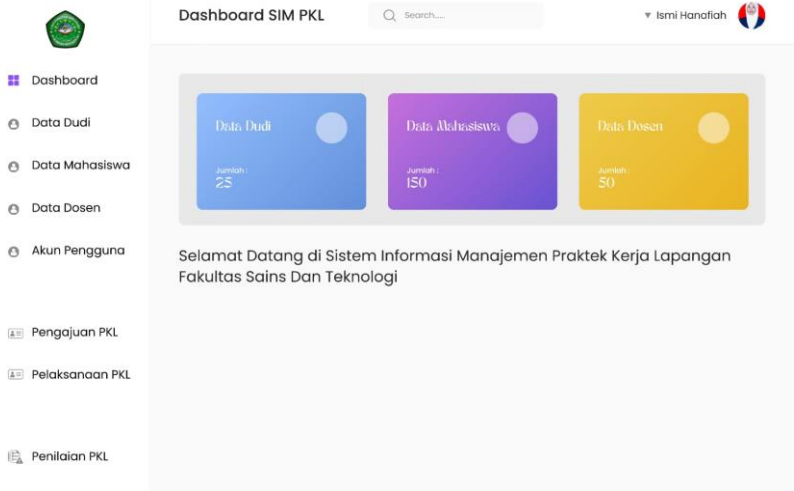 Dashboard SIM PKL
Search....
Ismi Hanafiah
Dashboard
Data Dudi
Data Mahasiswa
Data Dosen
Akun Pengguna
Pengajuan PKL
Pelaksanaan PKL
Penilaian PKL
Data Dudi
Jumlah :
25
Data Mahasiswa
Jumlah :
150
Data Dosen
Jumlah :
50
Selamat Datang di Sistem Informasi Manajemen Praktek Kerja Lapangan
Fakultas Sains Dan Teknologi